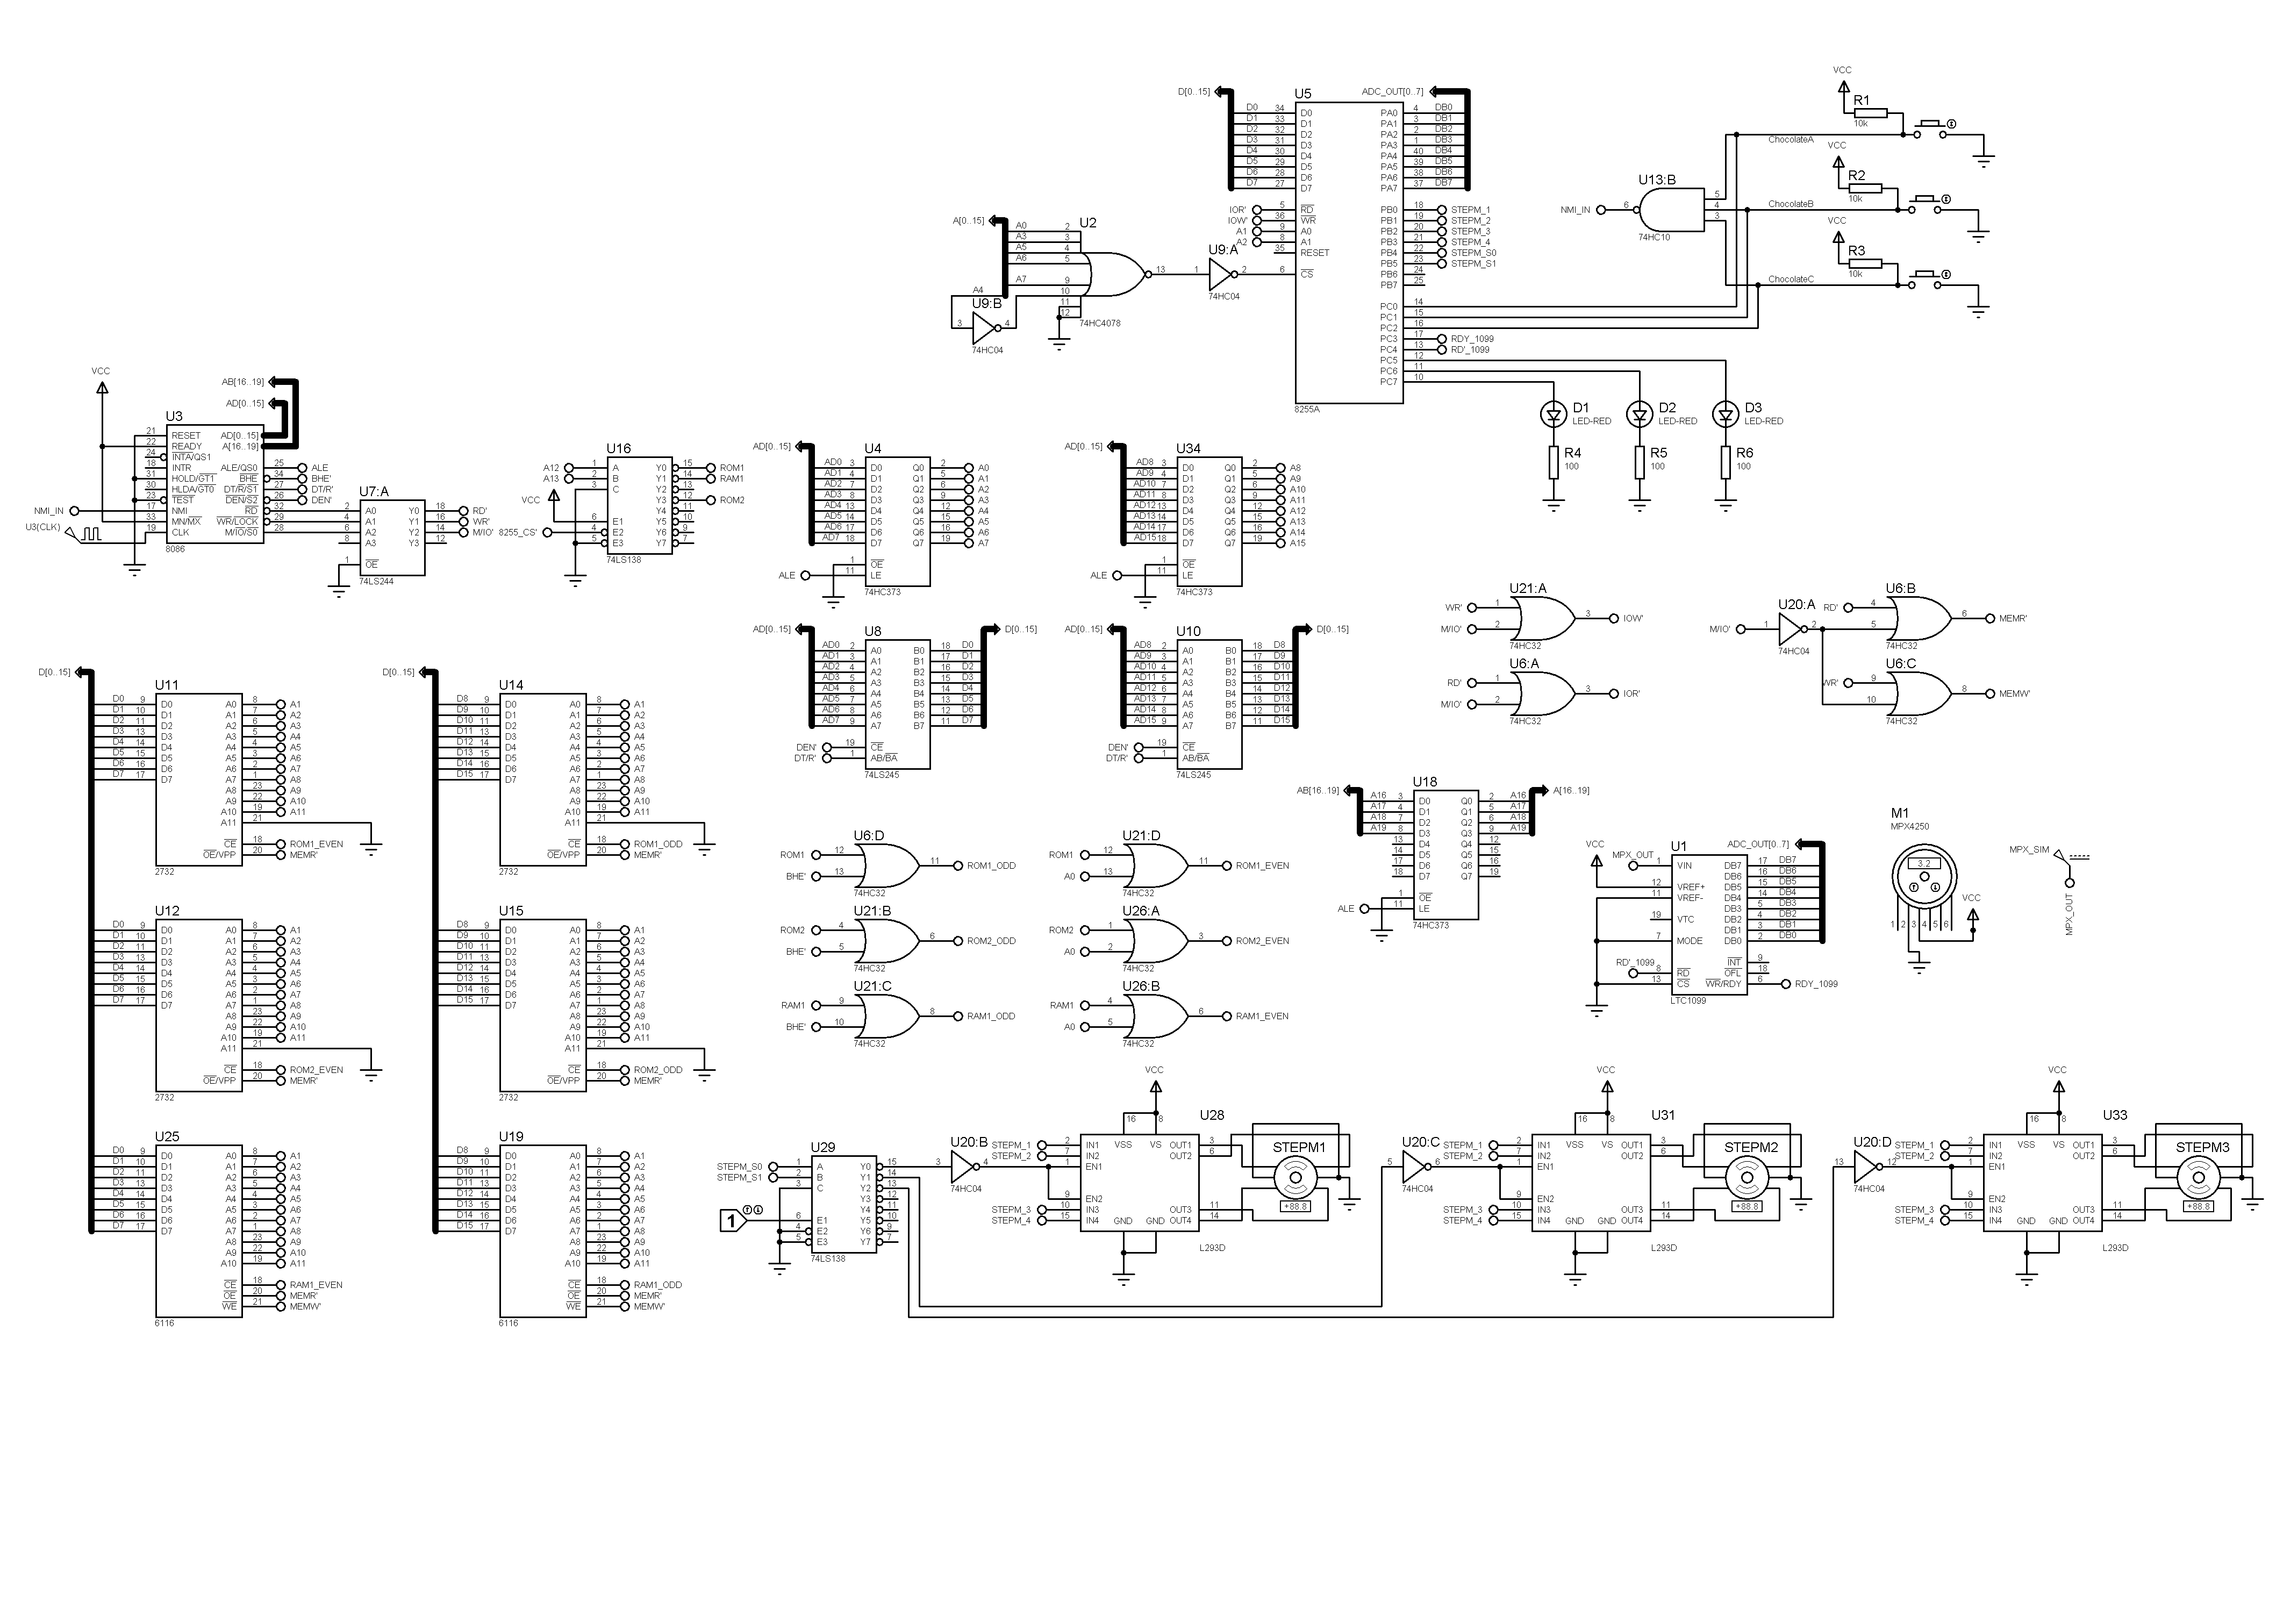 VCC
R1
10k
ChocolateA
VCC
R2
10k
ChocolateB
VCC
R3
10k
ChocolateC
U13:B
NMI_IN 6 5 4 3
74HC10
D[0..15]
U5
ADC_OUT[0..7]
D0 34 D0 PA0 4 DB0
D1 33 D1 PA1 3 DB1
D2 32 D2 PA2 2 DB2
D3 31 D3 PA3 1 DB3
D4 30 D4 PA4 40 DB4
D5 29 D5 PA5 39 DB5
D6 28 D6 PA6 38 DB6
D7 27 D7 PA7 37 DB7
IOR' 5 RD PB0 18 STEPM_1
IOW' 36 WR PB1 19 STEPM_2
A1 9 A0 PB2 20 STEPM_3
A2 8 A1 PB3 21 STEPM_4
35 RESET PB4 22 STEPM_S0
PB5 23 STEPM_S1
6 CS PB6 24
PB7 25
PC0 14
PC1 15
PC2 16
PC3 17 RDY_1099
PC4 13 RD'_1099
PC5 12
PC6 11
PC7 10
8255A
A[0..15]
U2
A0 2
A3 3
A5 4
A6 5
A7 9
A4 10
11
12
13
74HC4078
U9:A
1 2
74HC04
U9:B
3 4
74HC04
D1
LED-RED
D2
LED-RED
D3
LED-RED
R4
100
R5
100
R6
100
VCC
AB[16..19]
AD[0..15]
U3
21 RESET AD[0..15]
22 READY A[16..19]
24 INTA/QS1
18 INTR ALE/QS0 25 ALE
31 HOLD/GT1 BHE 34 BHE'
30 HLDA/GT0 DT/R/S1 27 DT/R'
23 TEST DEN/S2 26 DEN'
NMI_IN 17 NMI RD 32
33 MN/MX WR/LOCK 29
U3(CLK) 19 CLK M/IO/S0 28
8086
U7:A
2 A0 Y0 18 RD'
4 A1 Y1 16 WR'
6 A2 Y2 14 M/IO'
8 A3 Y3 12
1 OE
74LS244
U16
A12 1 A Y0 15 ROM1
A13 2 B Y1 14 RAM1
3 C Y2 13
VCC
Y3 12 ROM2
Y4 11
6 E1 Y5 10
8255_CS' 4 E2 Y6 9
5 E3 Y7 7
74LS138
AD[0..15]
U4
AD0 3 D0 Q0 2 A0
AD1 4 D1 Q1 5 A1
AD2 7 D2 Q2 6 A2
AD3 8 D3 Q3 9 A3
AD4 13 D4 Q4 12 A4
AD5 14 D5 Q5 15 A5
AD6 17 D6 Q6 16 A6
AD7 18 D7 Q7 19 A7
1 OE
ALE 11 LE
74HC373
AD[0..15]
U34
AD8 3 D0 Q0 2 A8
AD9 4 D1 Q1 5 A9
AD10 7 D2 Q2 6 A10
AD11 8 D3 Q3 9 A11
AD12 13 D4 Q4 12 A12
AD13 14 D5 Q5 15 A13
AD14 17 D6 Q6 16 A14
AD15 18 D7 Q7 19 A15
1 OE
ALE 11 LE
74HC373
AD[0..15]
U8
D[0..15]
AD0 2 A0 B0 18 D0
AD1 3 A1 B1 17 D1
AD2 4 A2 B2 16 D2
AD3 5 A3 B3 15 D3
AD4 6 A4 B4 14 D4
AD5 7 A5 B5 13 D5
AD6 8 A6 B6 12 D6
AD7 9 A7 B7 11 D7
DEN' 19 CE
DT/R' 1 AB/BA
74LS245
AD[0..15]
U10
D[0..15]
AD8 2 A0 B0 18 D8
AD9 3 A1 B1 17 D9
AD10 4 A2 B2 16 D10
AD11 5 A3 B3 15 D11
AD12 6 A4 B4 14 D12
AD13 7 A5 B5 13 D13
AD14 8 A6 B6 12 D14
AD15 9 A7 B7 11 D15
DEN' 19 CE
DT/R' 1 AB/BA
74LS245
U21:A
WR' 1
M/IO' 2
3 IOW'
74HC32
U6:A
RD' 1
M/IO' 2
3 IOR'
74HC32
U20:A
M/IO' 1 2
74HC04
U6:B
RD' 4
5
6 MEMR'
74HC32
U6:C
WR' 9
10
8 MEMW'
74HC32
D[0..15]
U11
D0 9 D0 A0 8 A1
D1 10 D1 A1 7 A2
D2 11 D2 A2 6 A3
D3 13 D3 A3 5 A4
D4 14 D4 A4 4 A5
D5 15 D5 A5 3 A6
D6 16 D6 A6 2 A7
D7 17 D7 A7 1 A8
A8 23 A9
A9 22 A10
A10 19 A11
A11 21
CE 18 ROM1_EVEN
OE/VPP 20 MEMR'
2732
D[0..15]
U14
D8 9 D0 A0 8 A1
D9 10 D1 A1 7 A2
D10 11 D2 A2 6 A3
D11 13 D3 A3 5 A4
D12 14 D4 A4 4 A5
D13 15 D5 A5 3 A6
D14 16 D6 A6 2 A7
D15 17 D7 A7 1 A8
A8 23 A9
A9 22 A10
A10 19 A11
A11 21
CE 18 ROM1_ODD
OE/VPP 20 MEMR'
2732
U12
D0 9 D0 A0 8 A1
D1 10 D1 A1 7 A2
D2 11 D2 A2 6 A3
D3 13 D3 A3 5 A4
D4 14 D4 A4 4 A5
D5 15 D5 A5 3 A6
D6 16 D6 A6 2 A7
D7 17 D7 A7 1 A8
A8 23 A9
A9 22 A10
A10 19 A11
A11 21
CE 18 ROM2_EVEN
OE/VPP 20 MEMR'
2732
U15
D8 9 D0 A0 8 A1
D9 10 D1 A1 7 A2
D10 11 D2 A2 6 A3
D11 13 D3 A3 5 A4
D12 14 D4 A4 4 A5
D13 15 D5 A5 3 A6
D14 16 D6 A6 2 A7
D15 17 D7 A7 1 A8
A8 23 A9
A9 22 A10
A10 19 A11
A11 21
CE 18 ROM2_ODD
OE/VPP 20 MEMR'
2732
U25
D0 9 D0 A0 8 A1
D1 10 D1 A1 7 A2
D2 11 D2 A2 6 A3
D3 13 D3 A3 5 A4
D4 14 D4 A4 4 A5
D5 15 D5 A5 3 A6
D6 16 D6 A6 2 A7
D7 17 D7 A7 1 A8
A8 23 A9
A9 22 A10
A10 19 A11
CE 18 RAM1_EVEN
OE 20 MEMR'
WE 21 MEMW'
6116
U19
D8 9 D0 A0 8 A1
D9 10 D1 A1 7 A2
D10 11 D2 A2 6 A3
D11 13 D3 A3 5 A4
D12 14 D4 A4 4 A5
D13 15 D5 A5 3 A6
D14 16 D6 A6 2 A7
D15 17 D7 A7 1 A8
A8 23 A9
A9 22 A10
A10 19 A11
CE 18 RAM1_ODD
OE 20 MEMR'
WE 21 MEMW'
6116
U6:D
ROM1 12
BHE' 13
11 ROM1_ODD
74HC32
U21:D
ROM1 12
A0 13
11 ROM1_EVEN
74HC32
U21:B
ROM2 4
BHE' 5
6 ROM2_ODD
74HC32
U26:A
ROM2 1
A0 2
3 ROM2_EVEN
74HC32
U21:C
RAM1 9
BHE' 10
8 RAM1_ODD
74HC32
U26:B
RAM1 4
A0 5
6 RAM1_EVEN
74HC32
U18
AB[16..19] A[16..19]
A16 3 D0 Q0 2 A16
A17 4 D1 Q1 5 A17
A18 7 D2 Q2 6 A18
A19 8 D3 Q3 9 A19
13 D4 Q4 12
14 D5 Q5 15
17 D6 Q6 16
18 D7 Q7 19
1 OE
ALE 11 LE
74HC373
VCC
U1
ADC_OUT[0..7]
MPX_OUT 1 VIN DB7 17 DB7
DB6 16 DB6
12 VREF+ DB5 15 DB5
11 VREF- DB4 14 DB4
DB3 5 DB3
19 VTC DB2 4 DB2
DB1 3 DB1
7 MODE DB0 2 DB0
INT 9
RD'_1099 8 RD OFL 18
13 CS WR/RDY 6 RDY_1099
LTC1099
M1
MPX4250
3.2
1 2 3 4 5 6
VCC
MPX_SIM
MPX_OUT
U29
STEPM_S0 1 A Y0 15
STEPM_S1 2 B Y1 14
3 C Y2 13
Y3 12
Y4 11
1
6 E1 Y5 10
4 E2 Y6 9
5 E3 Y7 7
74LS138
U20:B
3 4
74HC04
VCC
U28
16 8
STEPM_1 2 IN1 VSS VS OUT1 3
STEPM_2 7 IN2 OUT2 6
1 EN1
9 EN2
STEPM_3 10 IN3 OUT3 11
STEPM_4 15 IN4 GND GND OUT4 14
L293D
STEPM1
+88.8
U20:C
5 6
74HC04
VCC
U31
16 8
STEPM_1 2 IN1 VSS VS OUT1 3
STEPM_2 7 IN2 OUT2 6
1 EN1
9 EN2
STEPM_3 10 IN3 OUT3 11
STEPM_4 15 IN4 GND GND OUT4 14
L293D
STEPM2
+88.8
U20:D
13 12
74HC04
VCC
U33
16 8
STEPM_1 2 IN1 VSS VS OUT1 3
STEPM_2 7 IN2 OUT2 6
1 EN1
9 EN2
STEPM_3 10 IN3 OUT3 11
STEPM_4 15 IN4 GND GND OUT4 14
L293D
STEPM3
+88.8